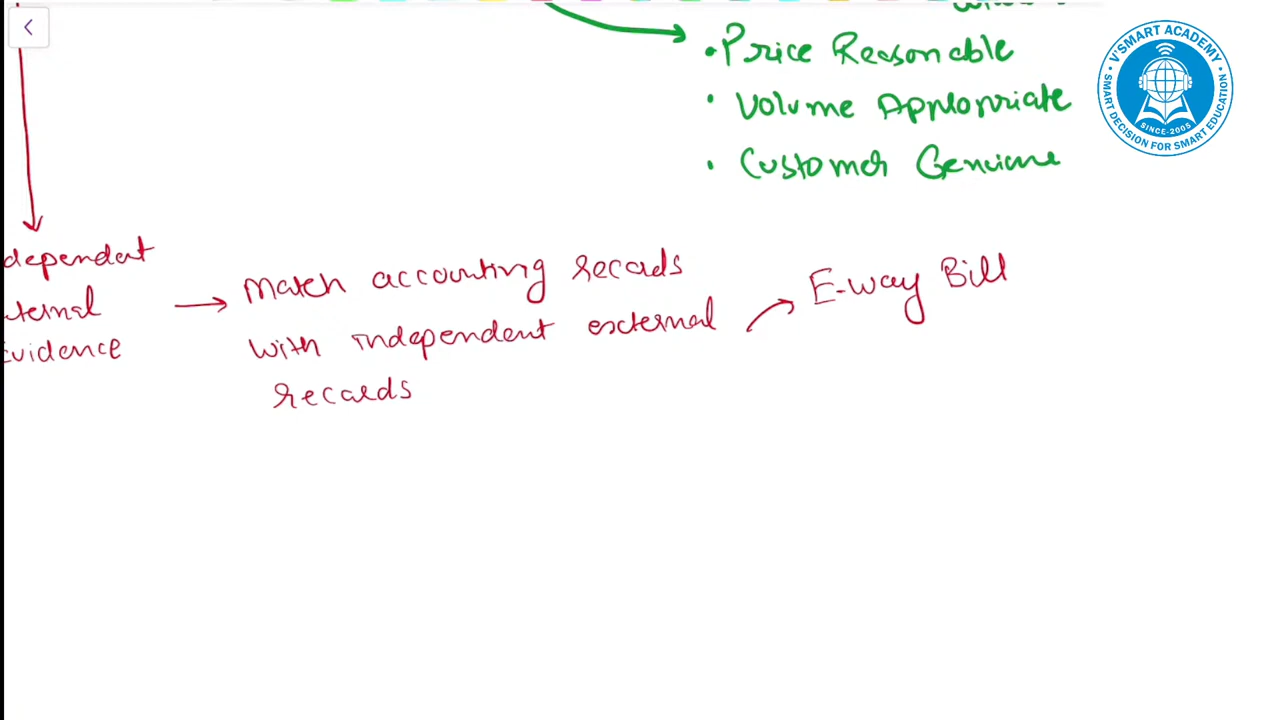 • Price Reasonable
• Volume Appropriate
• Customer Genuine
dependent
ternal
Evidence
Match accounting records
with independent external
records
E-way Bill
V'SMART ACADEMY
SINCE-2005
SMART DECISION FOR SMART EDUCATION